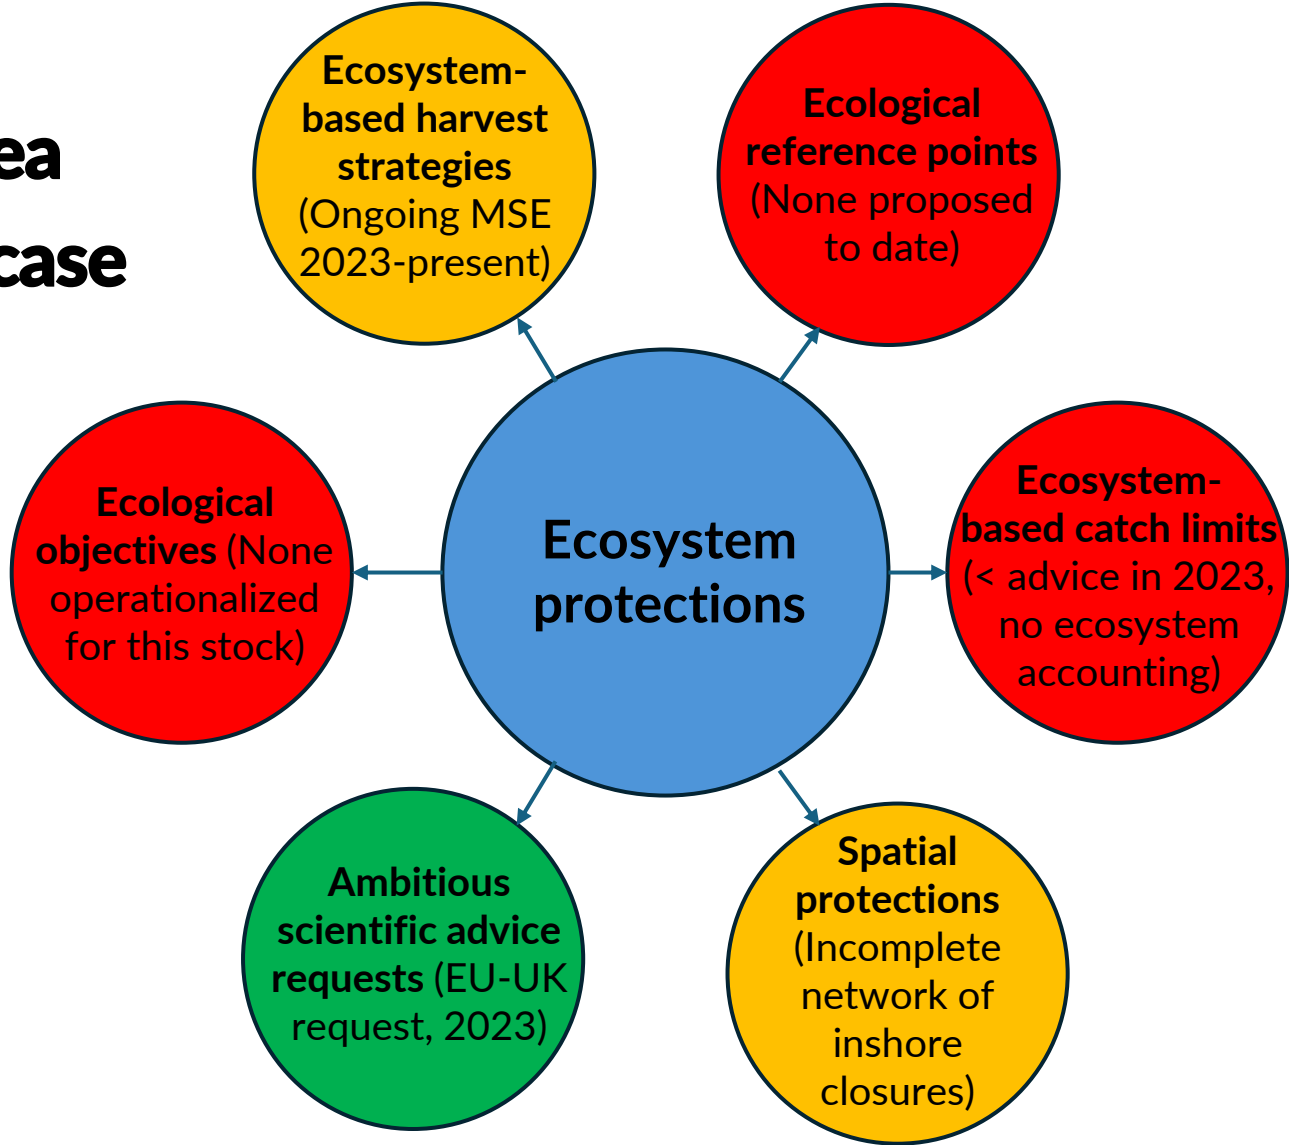 ea
case
Ecosystem-
based harvest
strategies
(Ongoing MSE
2023-present)
Ecological
reference points
(None proposed
to date)
Ecological
objectives (None
operationalized
for this stock)
Ecosystem
protections
Ecosystem-
based catch limits
(< advice in 2023,
no ecosystem
accounting)
Ambitious
scientific advice
requests (EU-UK
request, 2023)
Spatial
protections
(Incomplete
network of
inshore
closures)